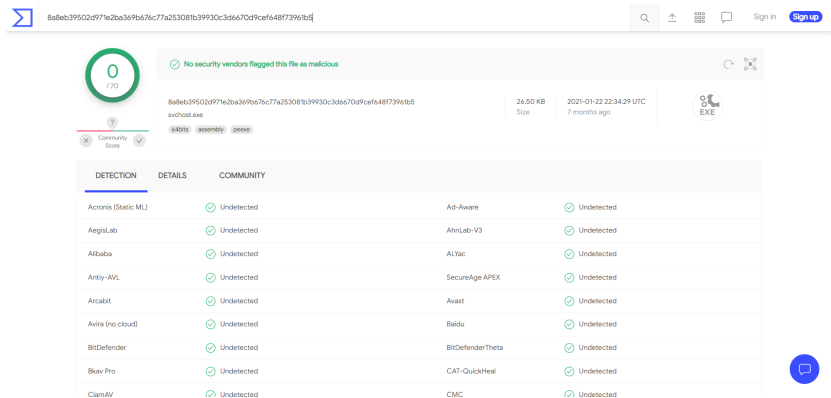 8a8eb39502d971e2ba369b676c77a253081b39930c3d6670d9cef648f73961b5
Sign in
Sign up
0
/ 70
No security vendors flagged this file as malicious
8a8eb39502d971e2ba369b676c77a253081b39930c3d6670d9cef648f73961b5
svchost.exe
64bits assembly peexe
26.50 KB
Size
2021-01-22 22:34:29 UTC
7 months ago
EXE
?
Community
Score
DETECTION DETAILS COMMUNITY
Acronis (Static ML) Undetected Ad-Aware Undetected
AegisLab Undetected AhnLab-V3 Undetected
Alibaba Undetected ALYac Undetected
Antiy-AVL Undetected SecureAge APEX Undetected
Arcabit Undetected Avast Undetected
Avira (no cloud) Undetected Baidu Undetected
BitDefender Undetected BitDefenderTheta Undetected
Bkav Pro Undetected CAT-QuickHeal Undetected
ClamAV Undetected CMC Undetected